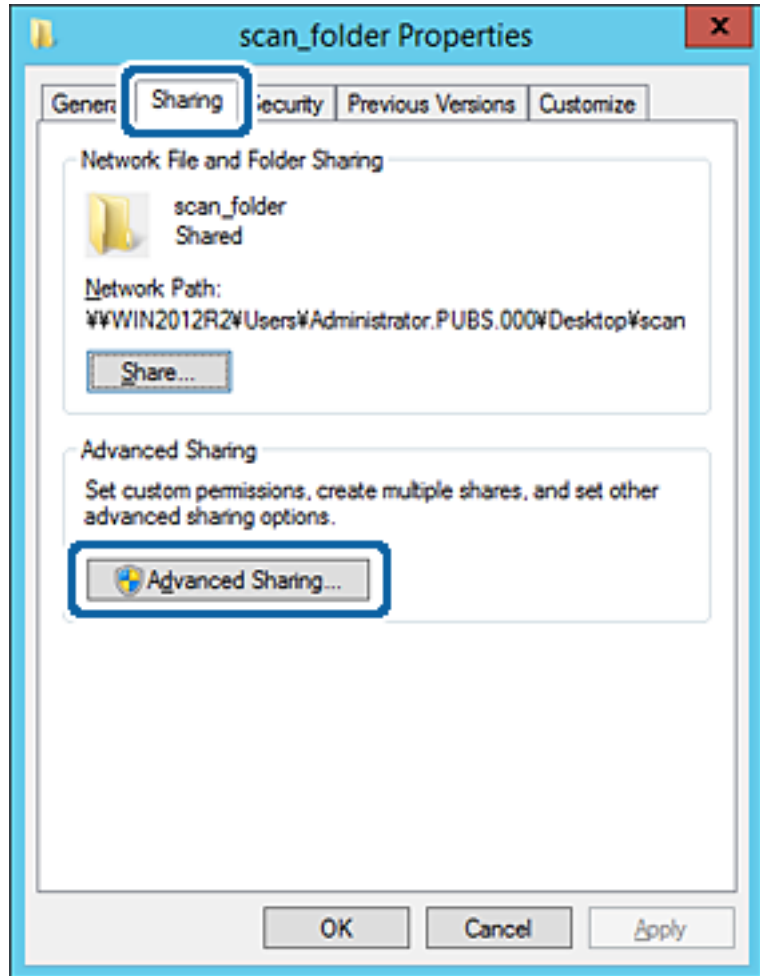 scan_folder Properties
x
Genera Sharing Security Previous Versions Customize
Network File and Folder Sharing
scan_folder
Shared
Network Path:
¥¥WIN2012R2¥Users¥Administrator.PUBS.000¥Desktop¥scan
Share...
Advanced Sharing
Set custom permissions, create multiple shares, and set other
advanced sharing options.
Advanced Sharing...
OK Cancel Apply